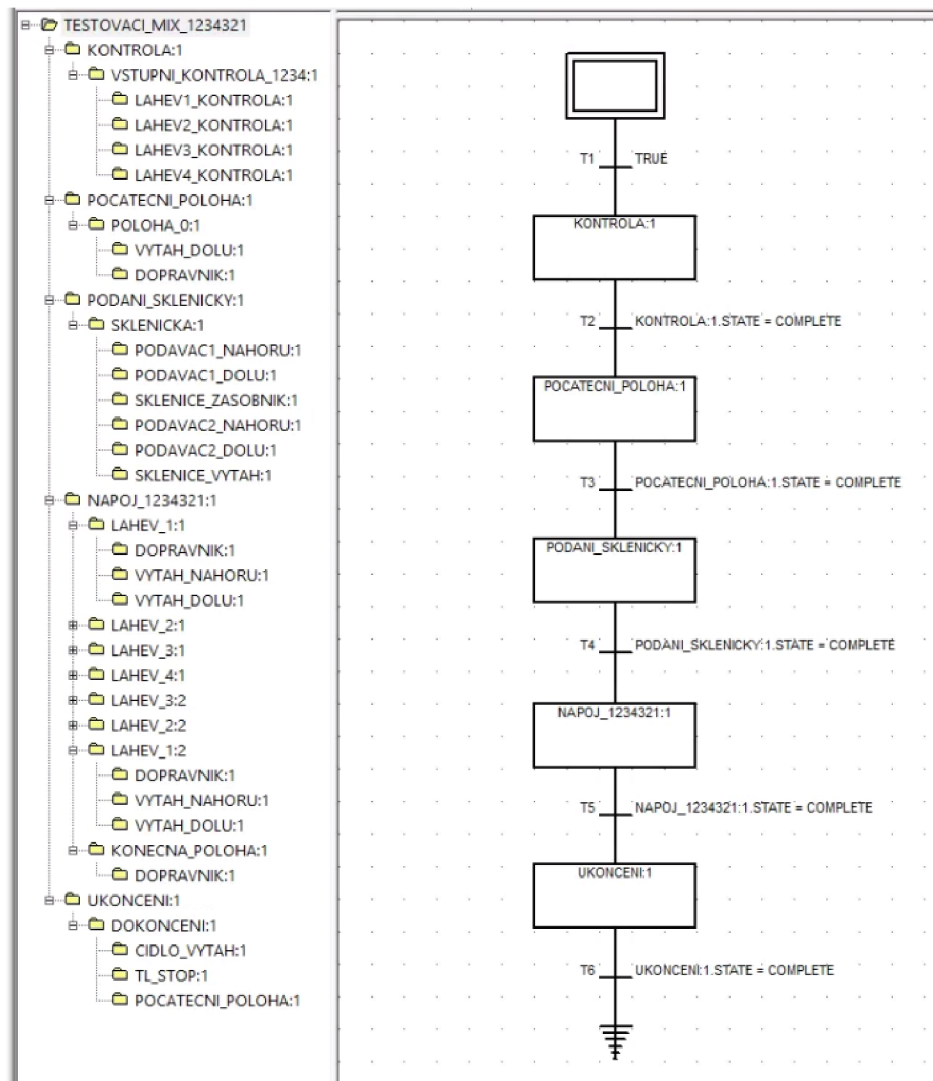 TESTOVACI_MIX_1234321
KONTROLA:1
VSTUPNI_KONTROLA_1234:1
LAHEV1_KONTROLA:1
LAHEV2_KONTROLA:1
LAHEV3_KONTROLA:1
LAHEV4_KONTROLA:1
POCATECNI_POLOHA:1
POLOHA_0:1
VYTAH_DOLU:1
DOPRAVNIK:1
PODANI_SKLENICKY:1
SKLENICKA:1
PODAVAC1_NAHORU:1
PODAVAC1_DOLU:1
SKLENICE_ZASOBNIK:1
PODAVAC2_NAHORU:1
PODAVAC2_DOLU:1
SKLENICE_VYTAH:1
NAPOJ_1234321:1
LAHEV_1:1
DOPRAVNIK:1
VYTAH_NAHORU:1
VYTAH_DOLU:1
LAHEV_2:1
LAHEV_3:1
LAHEV_4:1
LAHEV_3:2
LAHEV_2:2
LAHEV_1:2
DOPRAVNIK:1
VYTAH_NAHORU:1
VYTAH_DOLU:1
KONECNA_POLOHA:1
DOPRAVNIK:1
UKONCENI:1
DOKONCENI:1
CIDLO_VYTAH:1
TL_STOP:1
POCATECNI_POLOHA:1
T1 TRUE
KONTROLA:1
T2 KONTROLA:1.STATE = COMPLETE
POCATECNI_POLOHA:1
T3 POCATECNI_POLOHA:1.STATE = COMPLETE
PODANI_SKLENICKY:1
T4 PODANI_SKLENICKY:1.STATE = COMPLETE
NAPOJ_1234321:1
T5 NAPOJ_1234321:1.STATE = COMPLETE
UKONCENI:1
T6 UKONCENI:1.STATE = COMPLETE